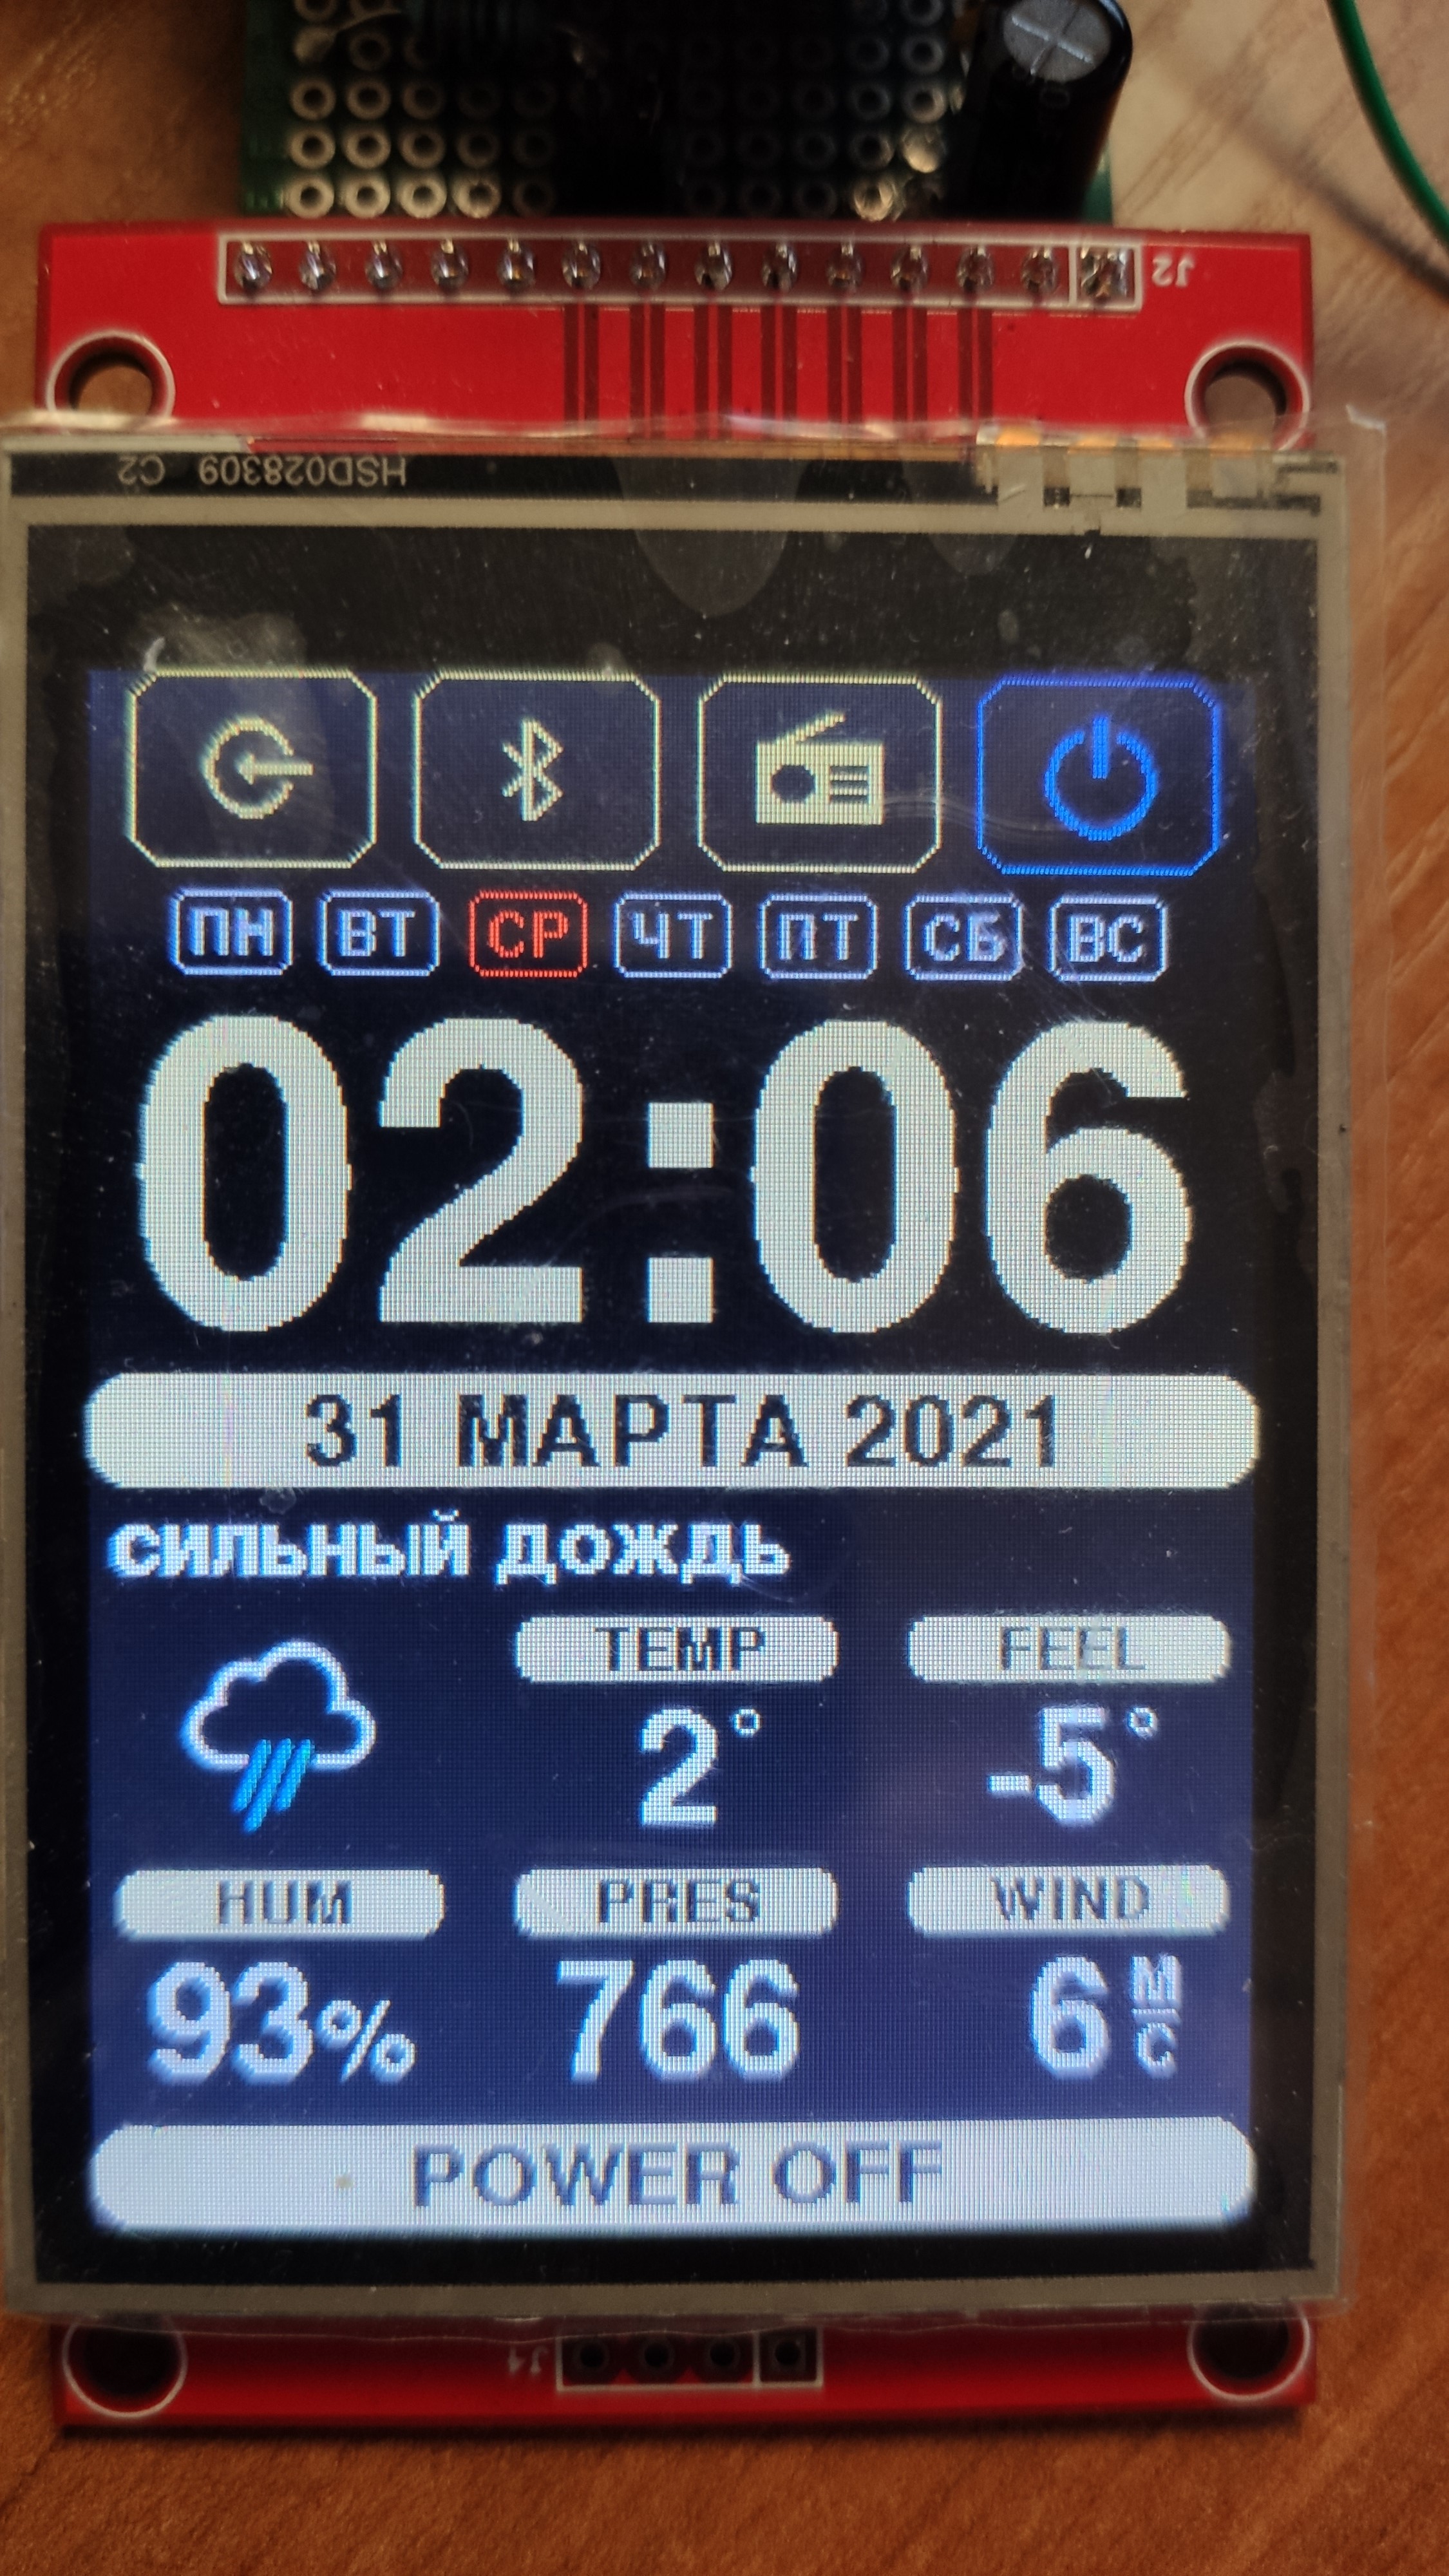 J2
HSD028309 C2
ПН ВТ СР ЧТ ПТ СБ ВС
02:06
31 МАРТА 2021
сильный дождь
TEMP FEEL
2° -5°
HUM PRES WIND
93% 766 6 М/С
POWER OFF
J1